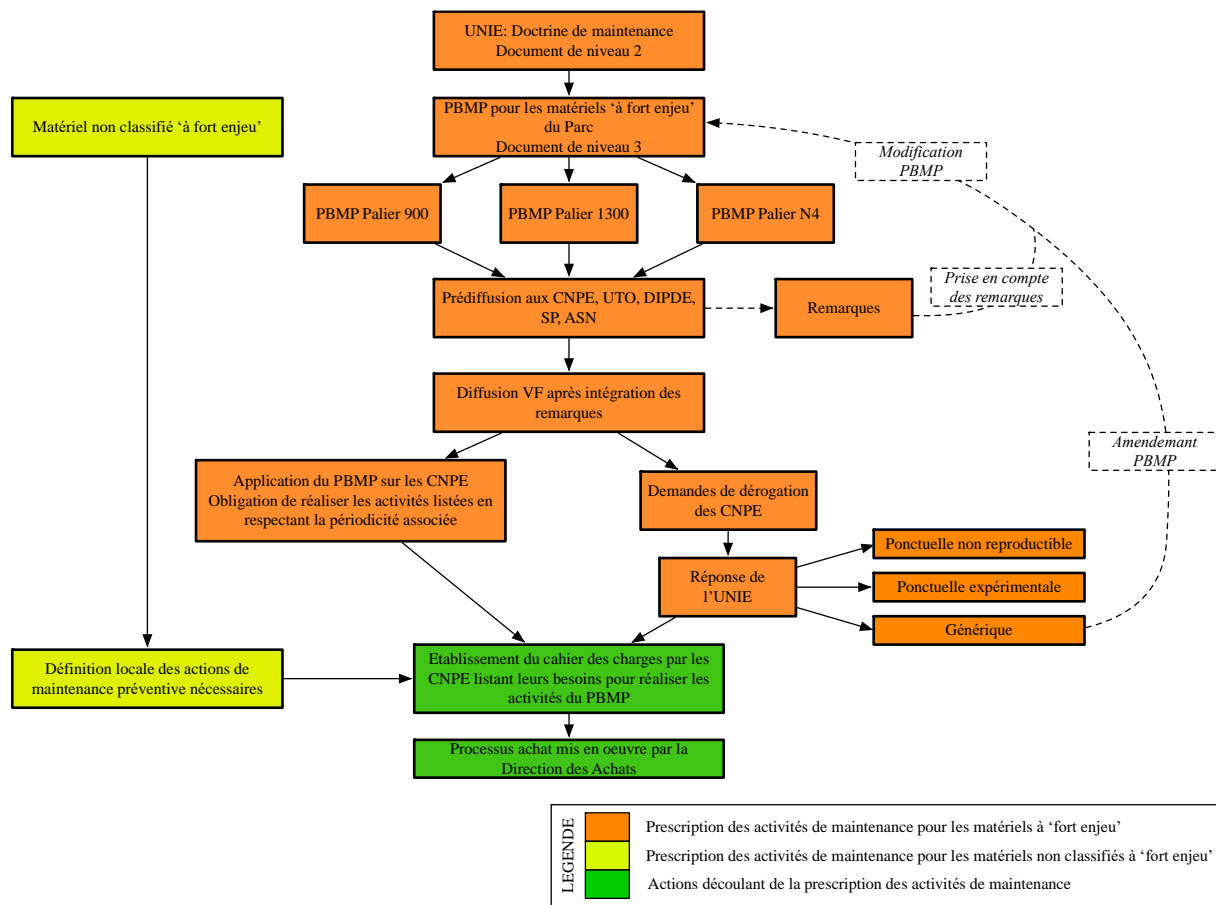 UNIE: Doctrine de maintenance
Document de niveau 2
Matériel non classifié ‘à fort enjeu’
PBMP pour les matériels ‘à fort enjeu’
du Parc
Document de niveau 3
Modification
PBMP
PBMP Palier 900
PBMP Palier 1300
PBMP Palier N4
Prédiffusion aux CNPE, UTO, DIPDE,
SP, ASN
Remarques
Prise en compte
des remarques
Diffusion VF après intégration des
remarques
Amendemant
PBMP
Application du PBMP sur les CNPE
Obligation de réaliser les activités listées en
respectant la périodicité associée
Demandes de dérogation
des CNPE
Réponse de
l’UNIE
Ponctuelle non reproductible
Ponctuelle expérimentale
Générique
Définition locale des actions de
maintenance préventive nécessaires
Etablissement du cahier des charges par les
CNPE listant leurs besoins pour réaliser les
activités du PBMP
Processus achat mis en oeuvre par la
Direction des Achats
LEGENDE
Prescription des activités de maintenance pour les matériels à ‘fort enjeu’
Prescription des activités de maintenance pour les matériels non classifiés à ‘fort enjeu’
Actions découlant de la prescription des activités de maintenance